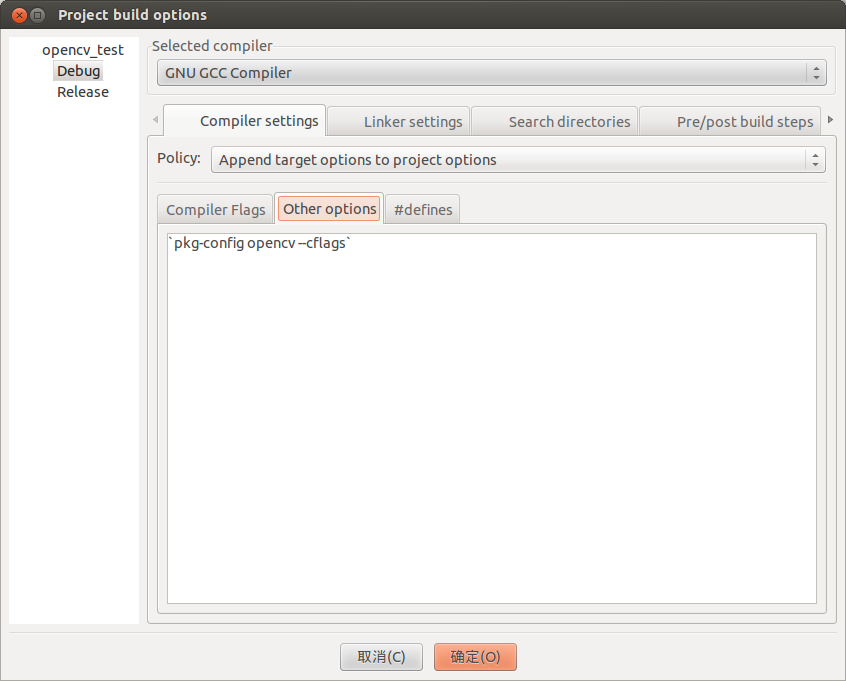 Project build options
opencv_test
Debug
Release
Selected compiler
GNU GCC Compiler
Compiler settings
Linker settings
Search directories
Pre/post build steps
Policy:
Append target options to project options
Compiler Flags
Other options
#defines
`pkg-config opencv --cflags`
取消(C)
确定(O)